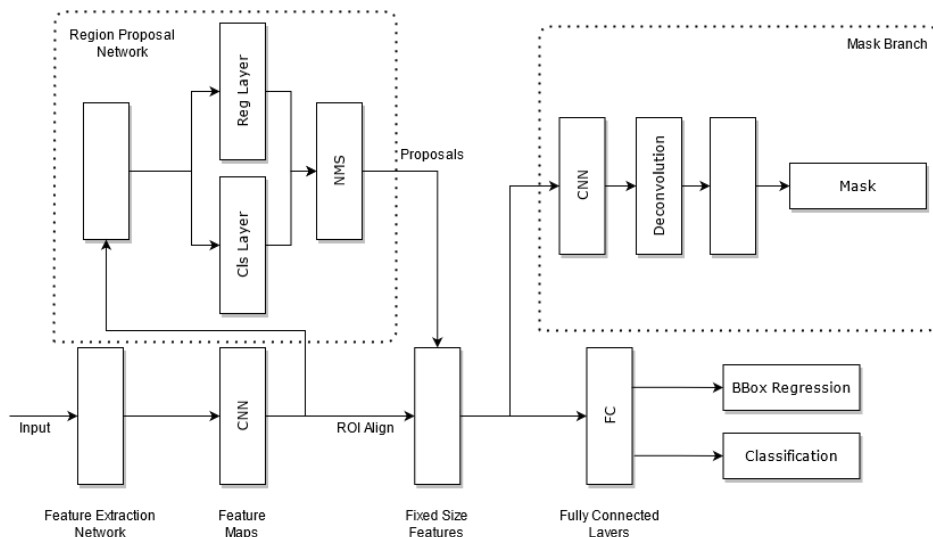 Region Proposal
Network
Reg Layer
Cls Layer
NMS
Proposals
Mask Branch
CNN
Deconvolution
Mask
Input
CNN
ROI Align
FC
BBox Regression
Classification
Feature Extraction
Network
Feature
Maps
Fixed Size
Features
Fully Connected
Layers